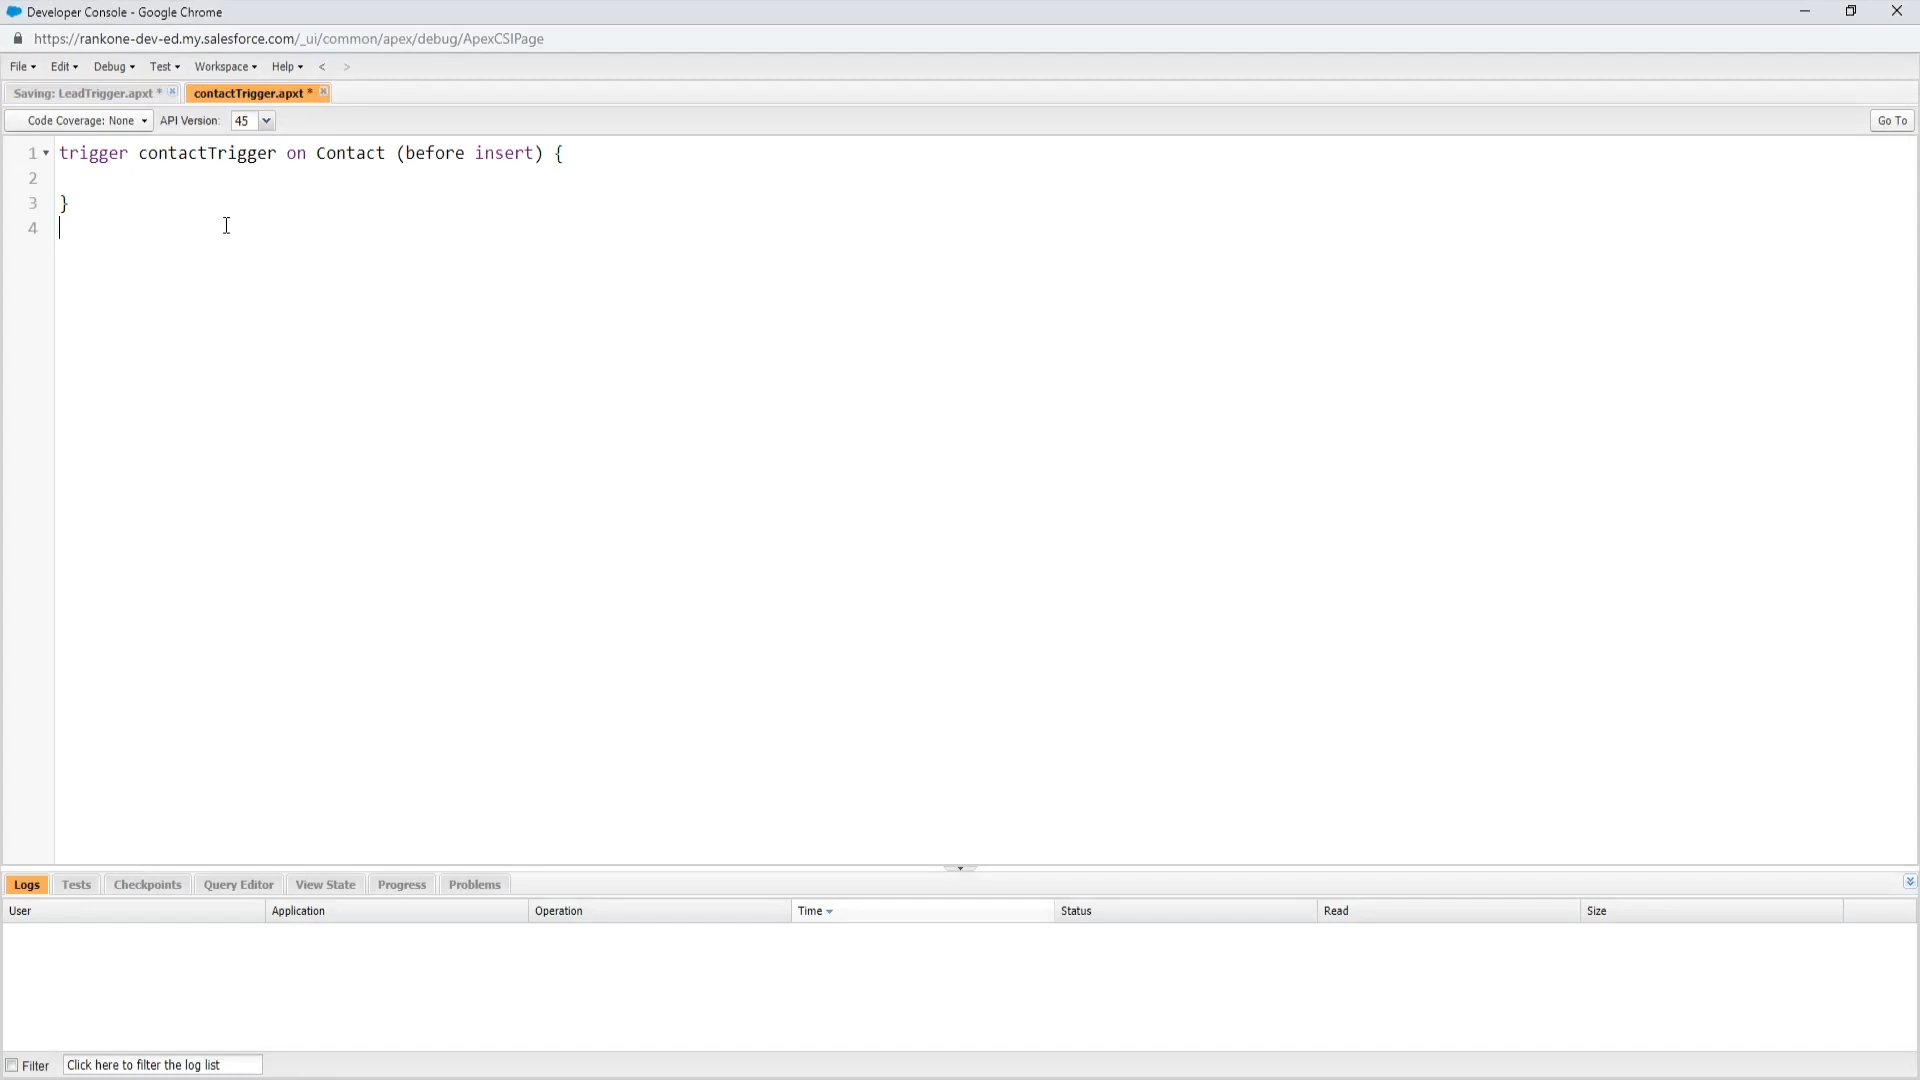 Developer Console - Google Chrome
https://rankone-dev-ed.my.salesforce.com/_ui/common/apex/debug/ApexCSIPage
File Edit Debug Test Workspace Help < >
Saving: LeadTrigger.apxt * contactTrigger.apxt *
Code Coverage: None API Version: 45 Go To
1 trigger contactTrigger on Contact (before insert) {
2
3 }
4
Logs Tests Checkpoints Query Editor View State Progress Problems
User Application Operation Time Status Read Size
Filter Click here to filter the log list